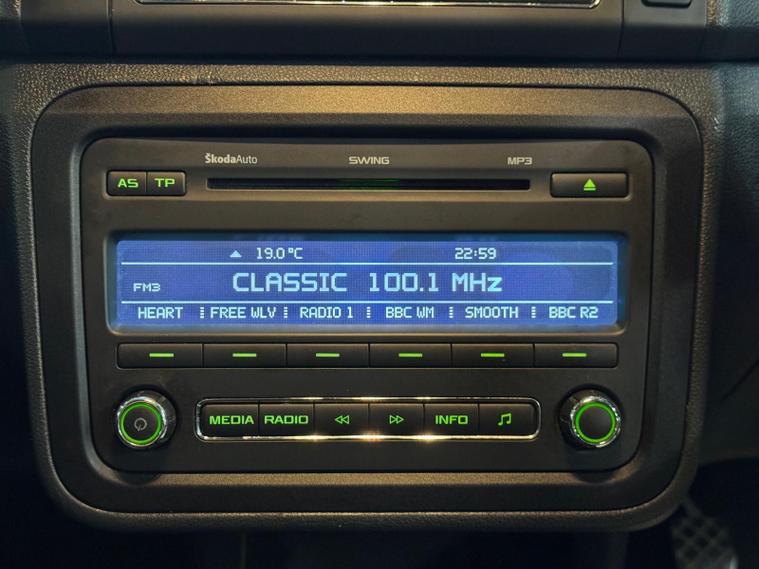 ŠkodaAuto SWING MP3
AS TP
19.0°C 22:59
FM3 CLASSIC 100.1 MHz
HEART FREE WLV RADIO 1 BBC WM SMOOTH BBC R2
MEDIA RADIO INFO